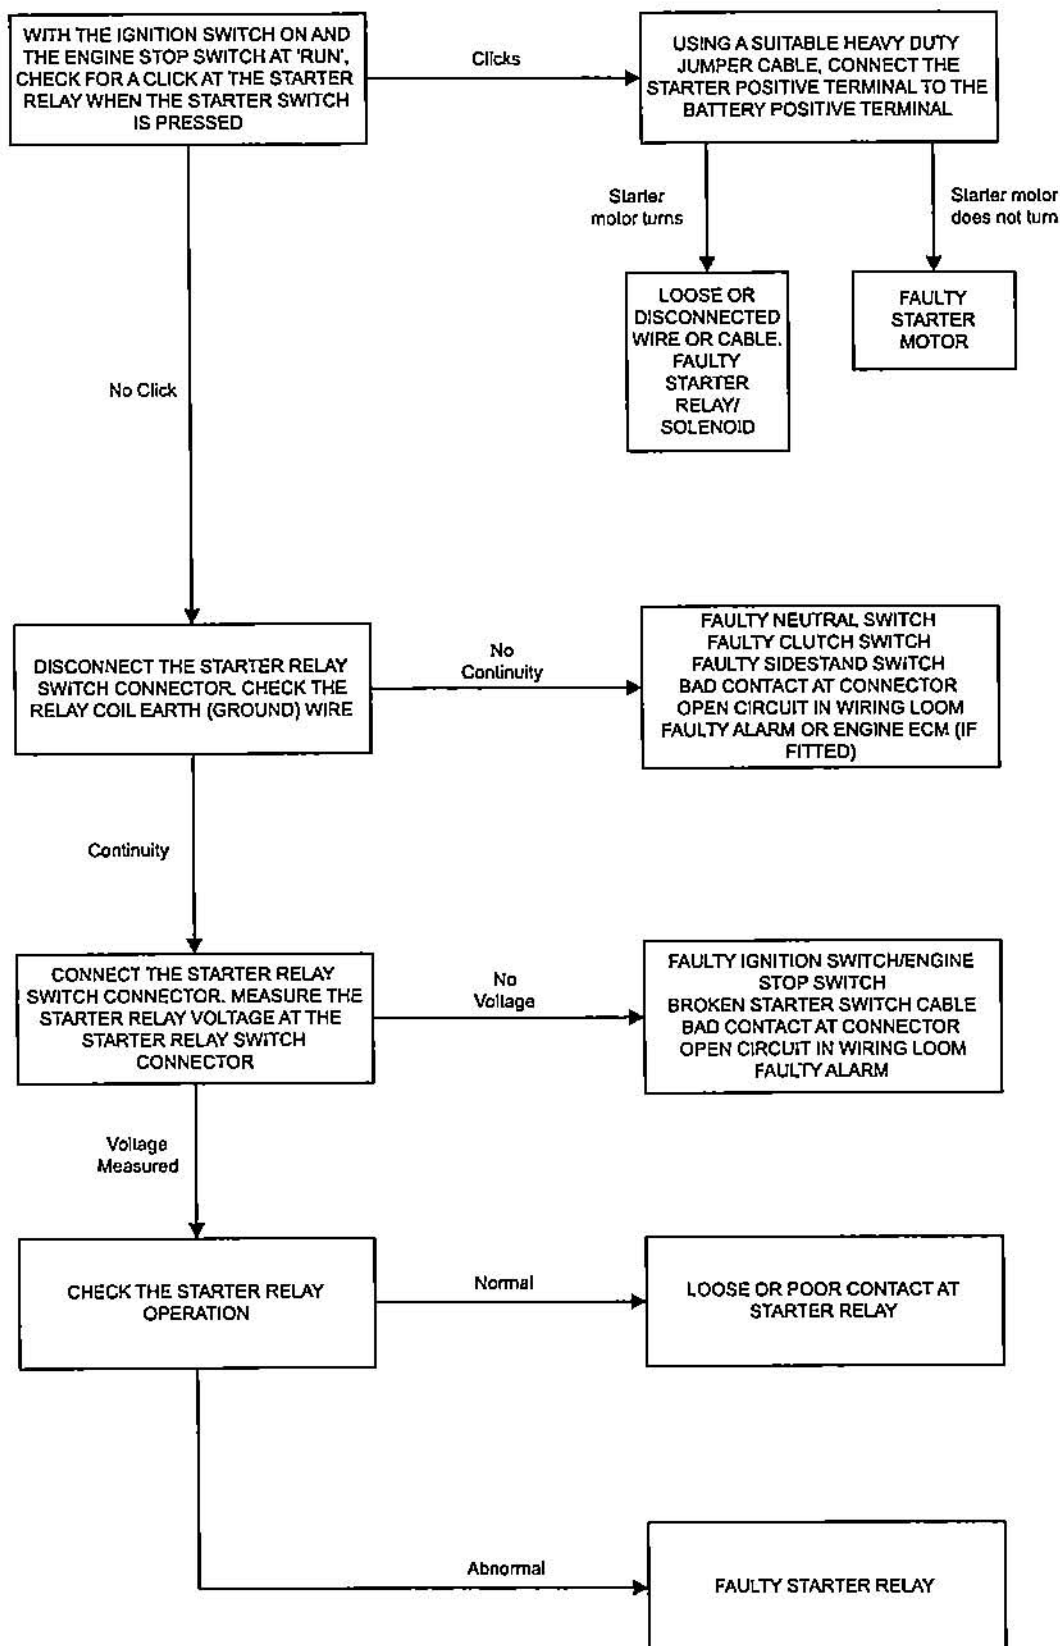 WITH THE IGNITION SWITCH ON AND
THE ENGINE STOP SWITCH AT 'RUN',
CHECK FOR A CLICK AT THE STARTER
RELAY WHEN THE STARTER SWITCH
IS PRESSED
Clicks
USING A SUITABLE HEAVY DUTY
JUMPER CABLE, CONNECT THE
STARTER POSITIVE TERMINAL TO THE
BATTERY POSITIVE TERMINAL
Starter
motor turns
Starter motor
does not turn
LOOSE OR
DISCONNECTED
WIRE OR CABLE.
FAULTY
STARTER
RELAY/
SOLENOID
FAULTY
STARTER
MOTOR
No Click
DISCONNECT THE STARTER RELAY
SWITCH CONNECTOR. CHECK THE
RELAY COIL EARTH (GROUND) WIRE
No
Continuity
FAULTY NEUTRAL SWITCH
FAULTY CLUTCH SWITCH
FAULTY SIDESTAND SWITCH
BAD CONTACT AT CONNECTOR
OPEN CIRCUIT IN WIRING LOOM
FAULTY ALARM OR ENGINE ECM (IF
FITTED)
Continuity
CONNECT THE STARTER RELAY
SWITCH CONNECTOR. MEASURE THE
STARTER RELAY VOLTAGE AT THE
STARTER RELAY SWITCH
CONNECTOR
No
Voltage
FAULTY IGNITION SWITCH/ENGINE
STOP SWITCH
BROKEN STARTER SWITCH CABLE
BAD CONTACT AT CONNECTOR
OPEN CIRCUIT IN WIRING LOOM
FAULTY ALARM
Voltage
Measured
CHECK THE STARTER RELAY
OPERATION
Normal
LOOSE OR POOR CONTACT AT
STARTER RELAY
Abnormal
FAULTY STARTER RELAY